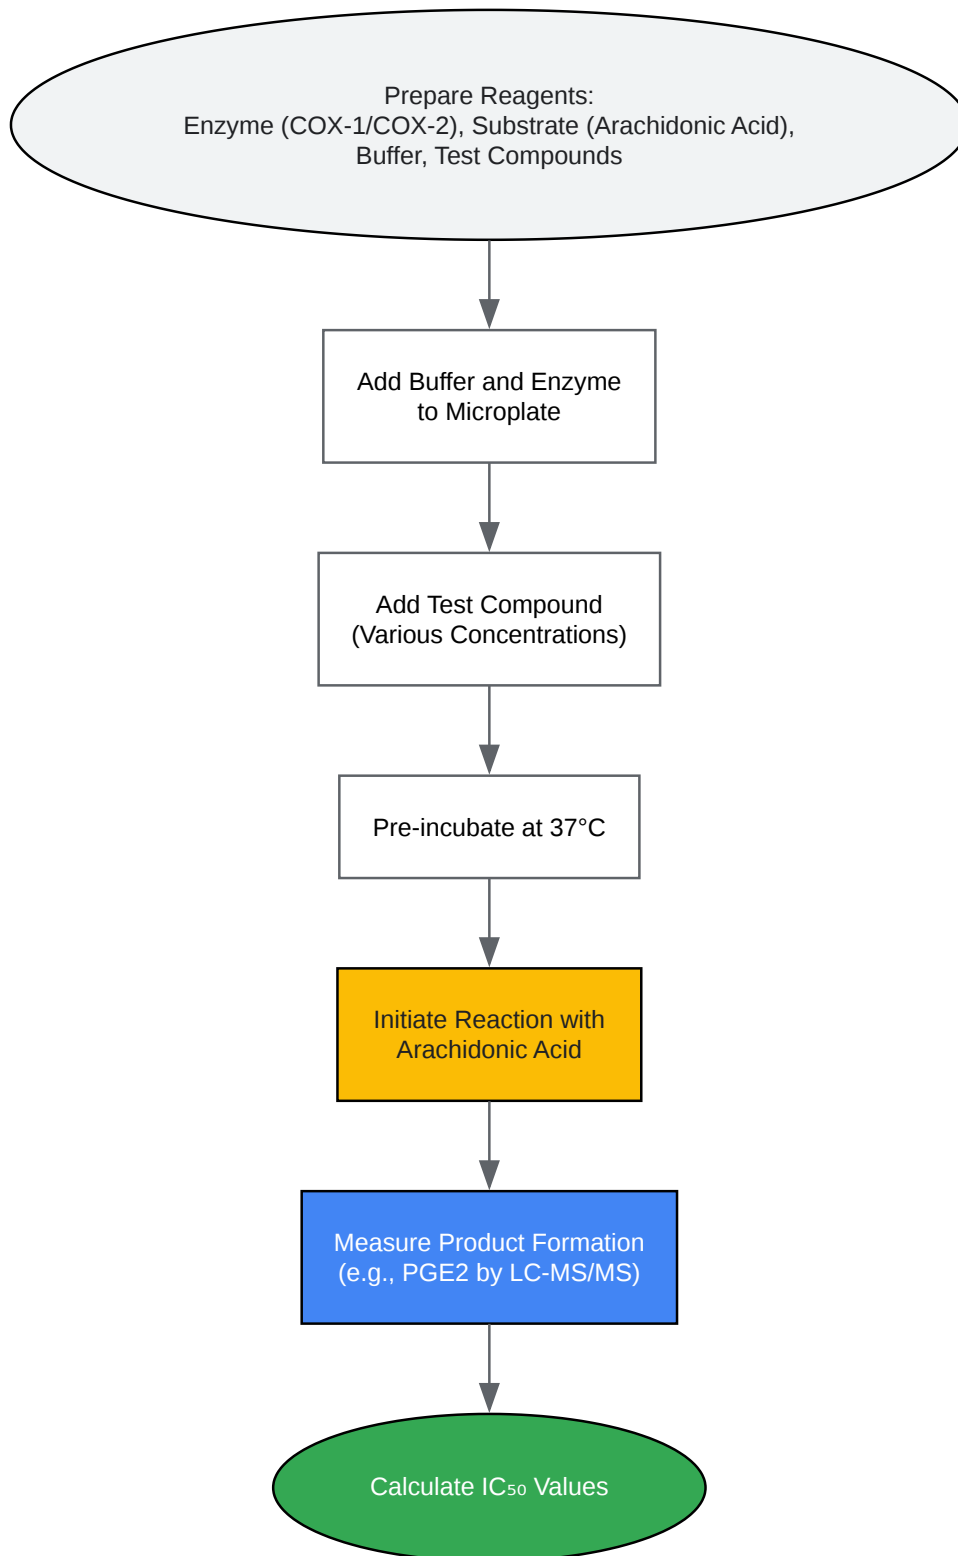 Prepare Reagents:
Enzyme (COX-1/COX-2), Substrate (Arachidonic Acid),
Buffer, Test Compounds
Add Buffer and Enzyme
to Microplate
Add Test Compound
(Various Concentrations)
Pre-incubate at 37°C
Initiate Reaction with
Arachidonic Acid
Measure Product Formation
(e.g., PGE2 by LC-MS/MS)
Calculate IC₅₀ Values